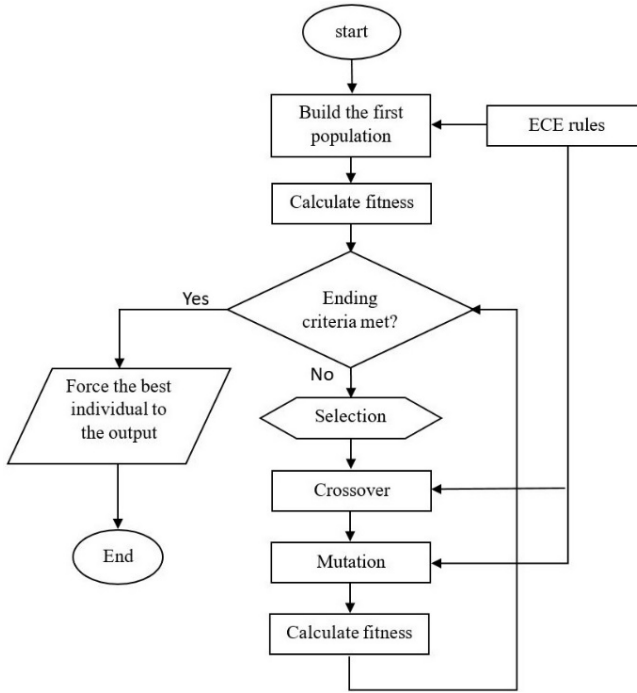 start
Build the first
population
ECE rules
Calculate fitness
Yes
Ending
criteria met?
Force the best
individual to
the output
No
Selection
Crossover
End
Mutation
Calculate fitness